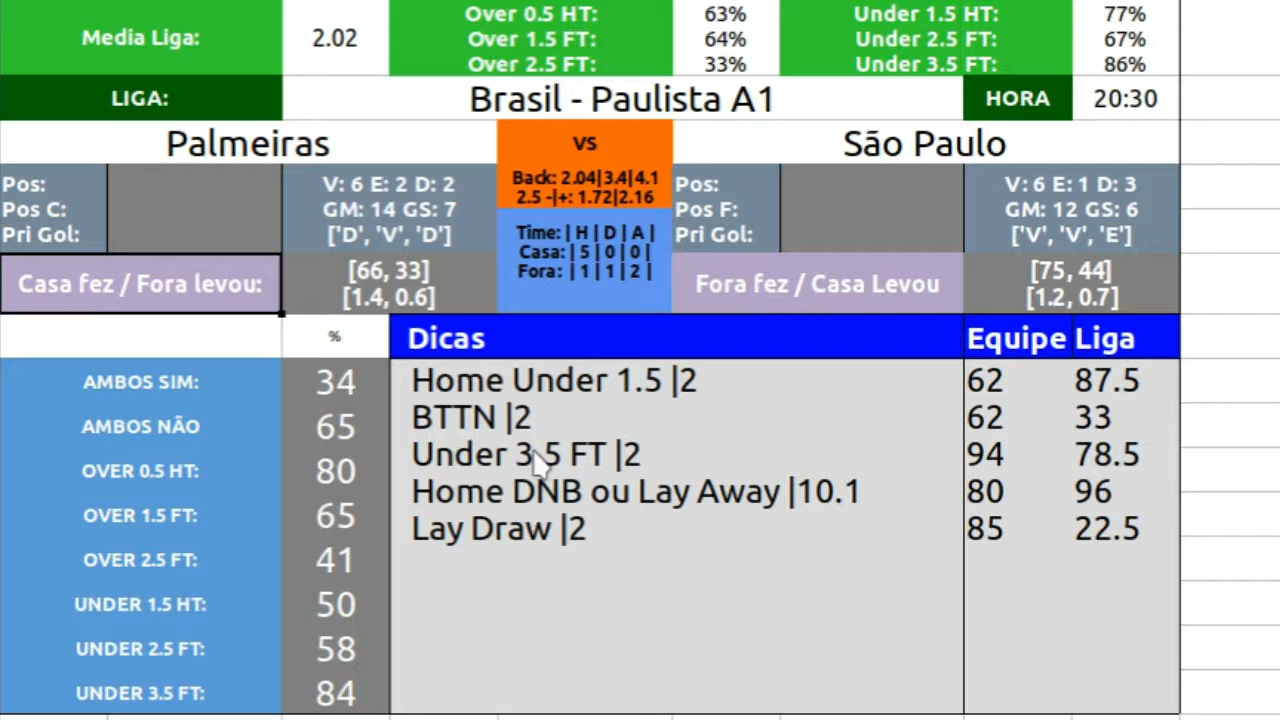 Media Liga: 2.02 Over 0.5 HT: 63% Under 1.5 HT: 77%
Over 1.5 FT: 64% Under 2.5 FT: 67%
Over 2.5 FT: 33% Under 3.5 FT: 86%
LIGA: Brasil - Paulista A1 HORA 20:30
Palmeiras VS São Paulo
Back: 2.04|3.4|4.1
2.5 -|+: 1.72|2.16
Pos: V: 6 E: 2 D: 2 Pos: V: 6 E: 1 D: 3
Pos C: GM: 14 GS: 7 Pos F: GM: 12 GS: 6
Pri Gol: ['D', 'V', 'D'] Pri Gol: ['V', 'V', 'E']
Time: | H | D | A |
Casa: | 5 | 0 | 0 |
Fora: | 1 | 1 | 2 |
Casa fez / Fora levou: [66, 33] Fora fez / Casa Levou [75, 44]
[1.4, 0.6] [1.2, 0.7]
% Dicas Equipe Liga
AMBOS SIM: 34 Home Under 1.5 |2 62 87.5
AMBOS NÃO 65 BTTN |2 62 33
OVER 0.5 HT: 80 Under 3.5 FT |2 94 78.5
OVER 1.5 FT: 65 Home DNB ou Lay Away |10.1 80 96
OVER 2.5 FT: 41 Lay Draw |2 85 22.5
UNDER 1.5 HT: 50
UNDER 2.5 FT: 58
UNDER 3.5 FT: 84